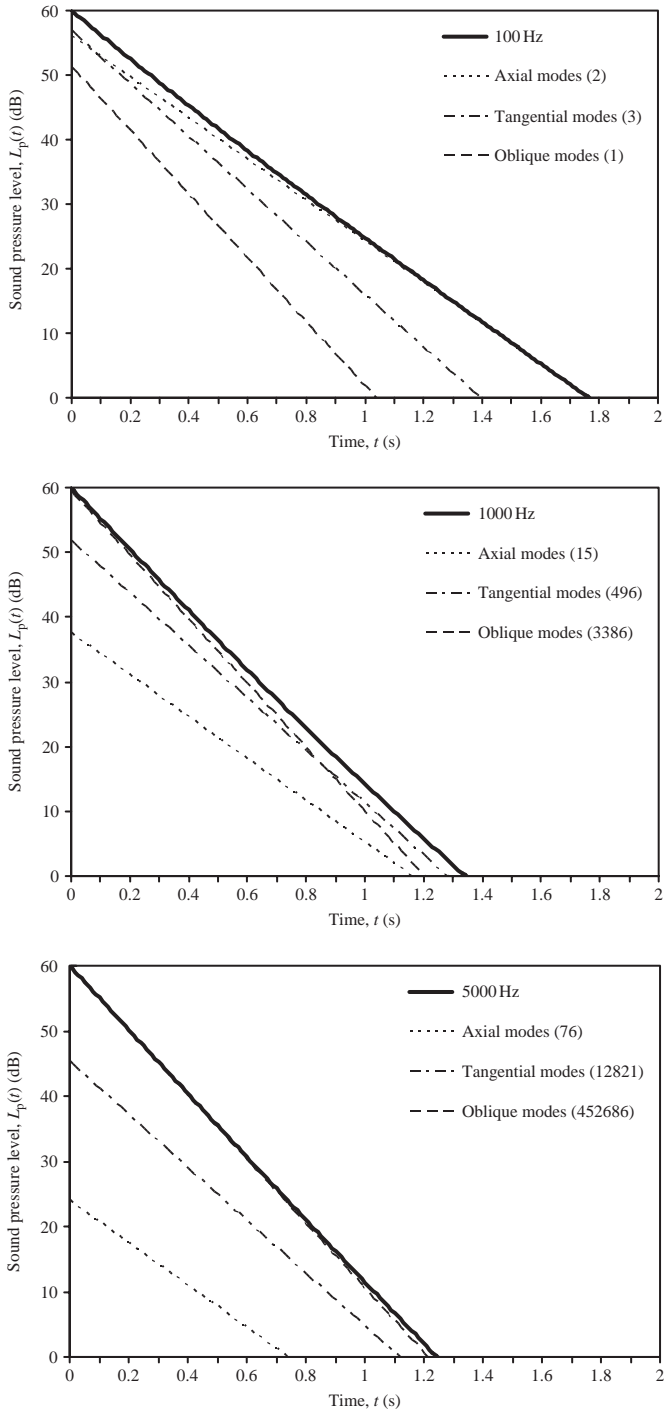 60
50
40
30
20
10
0
Sound pressure level, Lp(t) (dB)
100 Hz
Axial modes (2)
Tangential modes (3)
Oblique modes (1)
0 0.2 0.4 0.6 0.8 1 1.2 1.4 1.6 1.8 2
Time, t (s)
60
50
40
30
20
10
0
Sound pressure level, Lp(t) (dB)
1000 Hz
Axial modes (15)
Tangential modes (496)
Oblique modes (3386)
0 0.2 0.4 0.6 0.8 1 1.2 1.4 1.6 1.8 2
Time, t (s)
60
50
40
30
20
10
0
Sound pressure level, Lp(t) (dB)
5000 Hz
Axial modes (76)
Tangential modes (12821)
Oblique modes (452686)
0 0.2 0.4 0.6 0.8 1 1.2 1.4 1.6 1.8 2
Time, t (s)